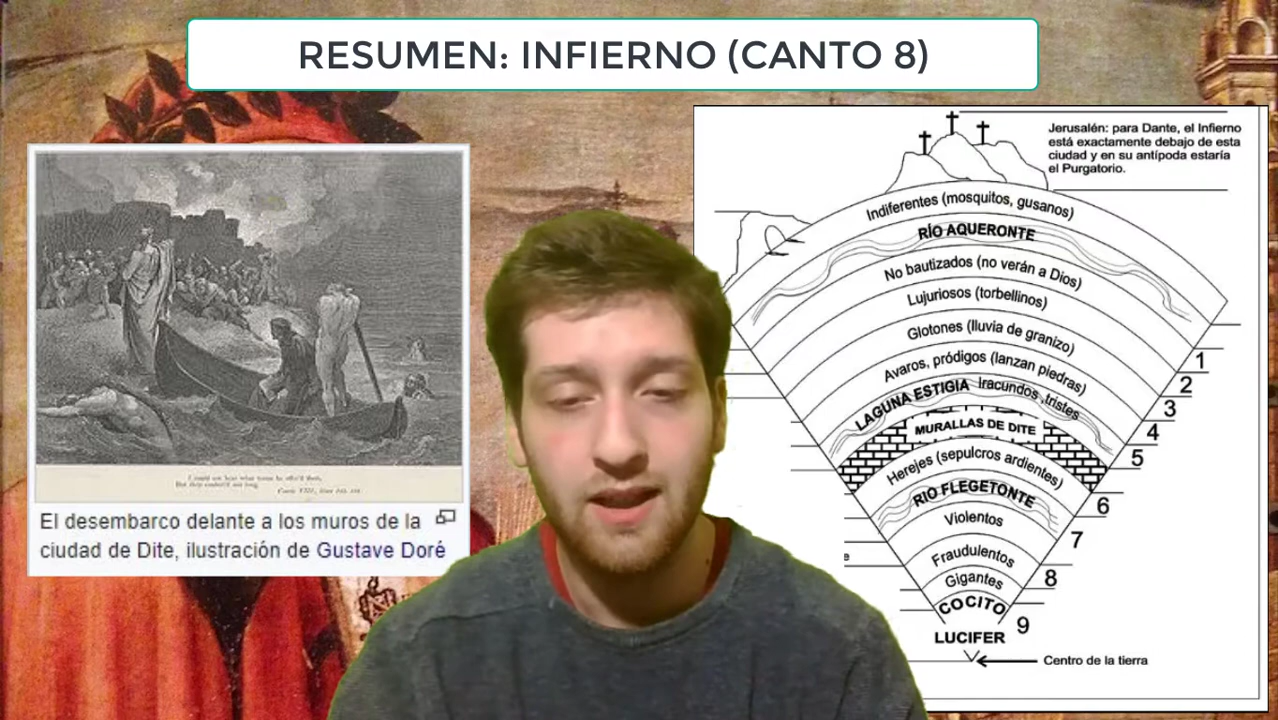 RESUMEN: INFIERNO (CANTO 8)
El desembarco delante a los muros de la
ciudad de Dite, ilustración de Gustave Doré
Jerusalén: para Dante, el Infierno
está exactamente debajo de esta
ciudad y en su antípoda estaría
el Purgatorio.
Indiferentes (mosquitos, gusanos)
RÍO AQUERONTE
No bautizados (no verán a Dios)
Lujuriosos (torbellinos)
Glotones (lluvia de granizo)
Avaros, pródigos (lanzan piedras)
LAGUNA ESTIGIA Iracundos ,tristes
MURALLAS DE DITE
Herejes (sepulcros ardientes)
RIO FLEGETONTE
Violentos
Fraudulentos
Gigantes
COCITO
LUCIFER
1
2
3
4
5
6
7
8
9
Centro de la tierra